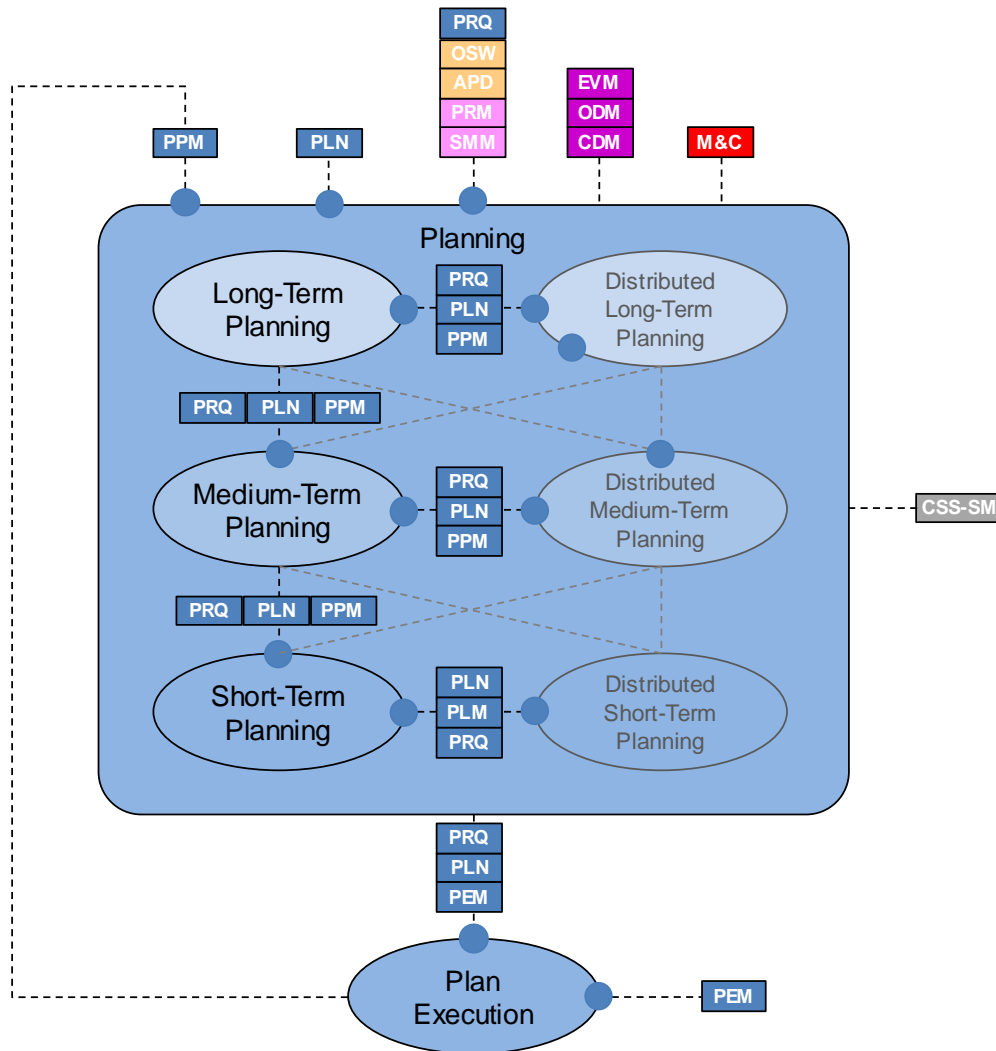 PRQ
OSW
APD
PRM
SMM
EVM
ODM
CDM
PPM
PLN
M&C
Planning
Long-Term
Planning
PRQ
PLN
PPM
Distributed
Long-Term
Planning
PRQ PLN PPM
Medium-Term
Planning
PRQ
PLN
PPM
Distributed
Medium-Term
Planning
CSS-SM
PRQ PLN PPM
Short-Term
Planning
PLN
PLM
PRQ
Distributed
Short-Term
Planning
PRQ
PLN
PEM
Plan
Execution
PEM